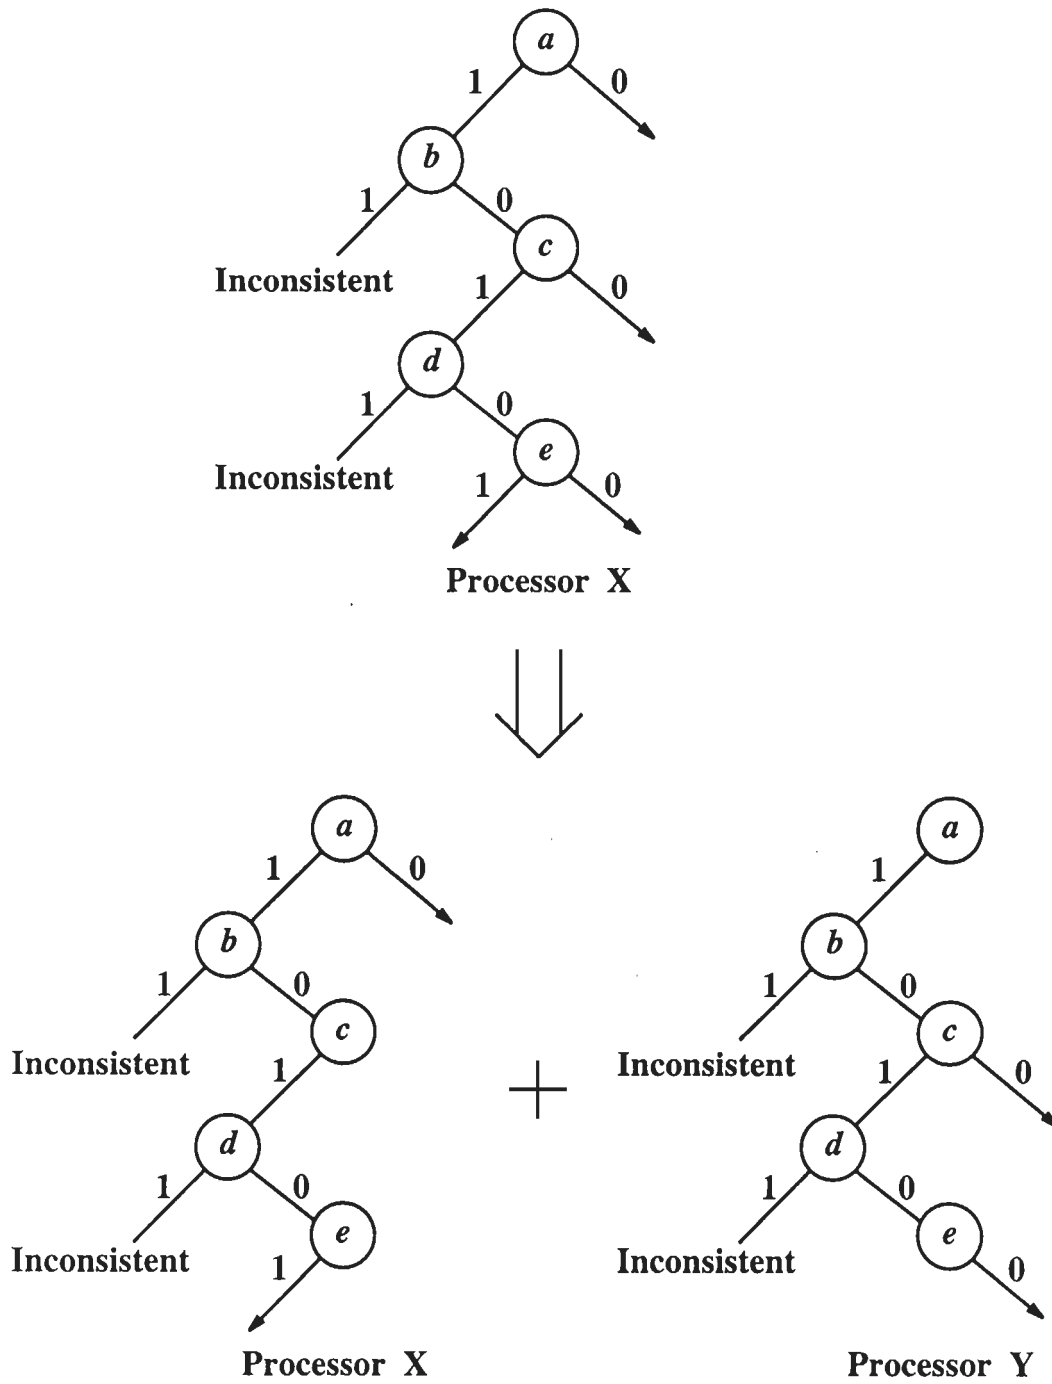 a
1 0
b
1 0
Inconsistent
c
1 0
d
1 0
Inconsistent
e
1 0
Processor X
a
1 0
b
1 0
Inconsistent
c
1
d
1 0
Inconsistent
e
1
Processor X
+
a
1
b
1 0
Inconsistent
c
1 0
d
1 0
Inconsistent
e
0
Processor Y